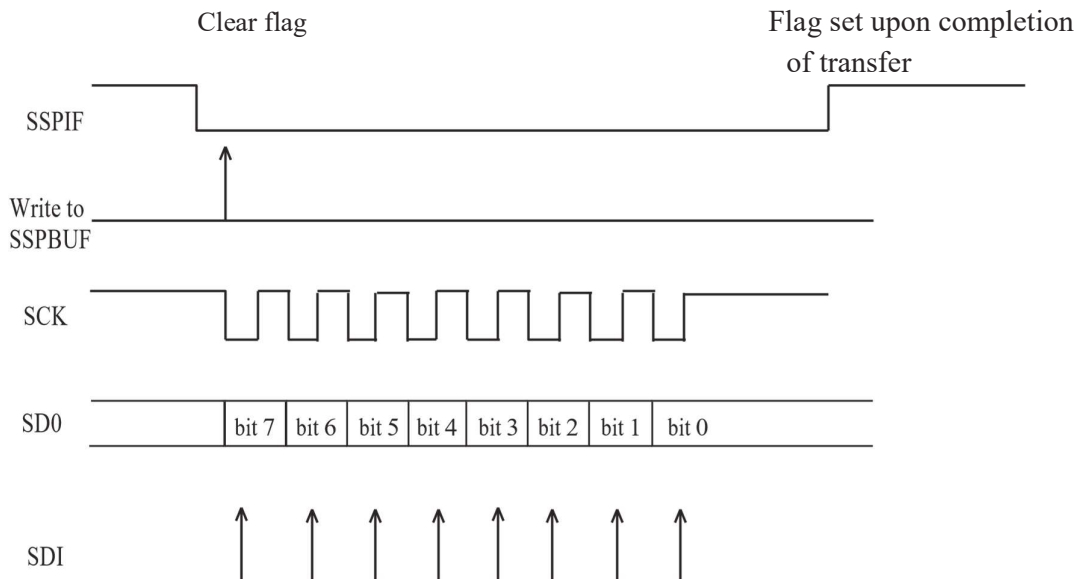 Clear flag
Flag set upon completion
of transfer
SSPIF
Write to
SSPBUF
SCK
SD0
bit 7 bit 6 bit 5 bit 4 bit 3 bit 2 bit 1 bit 0
SDI